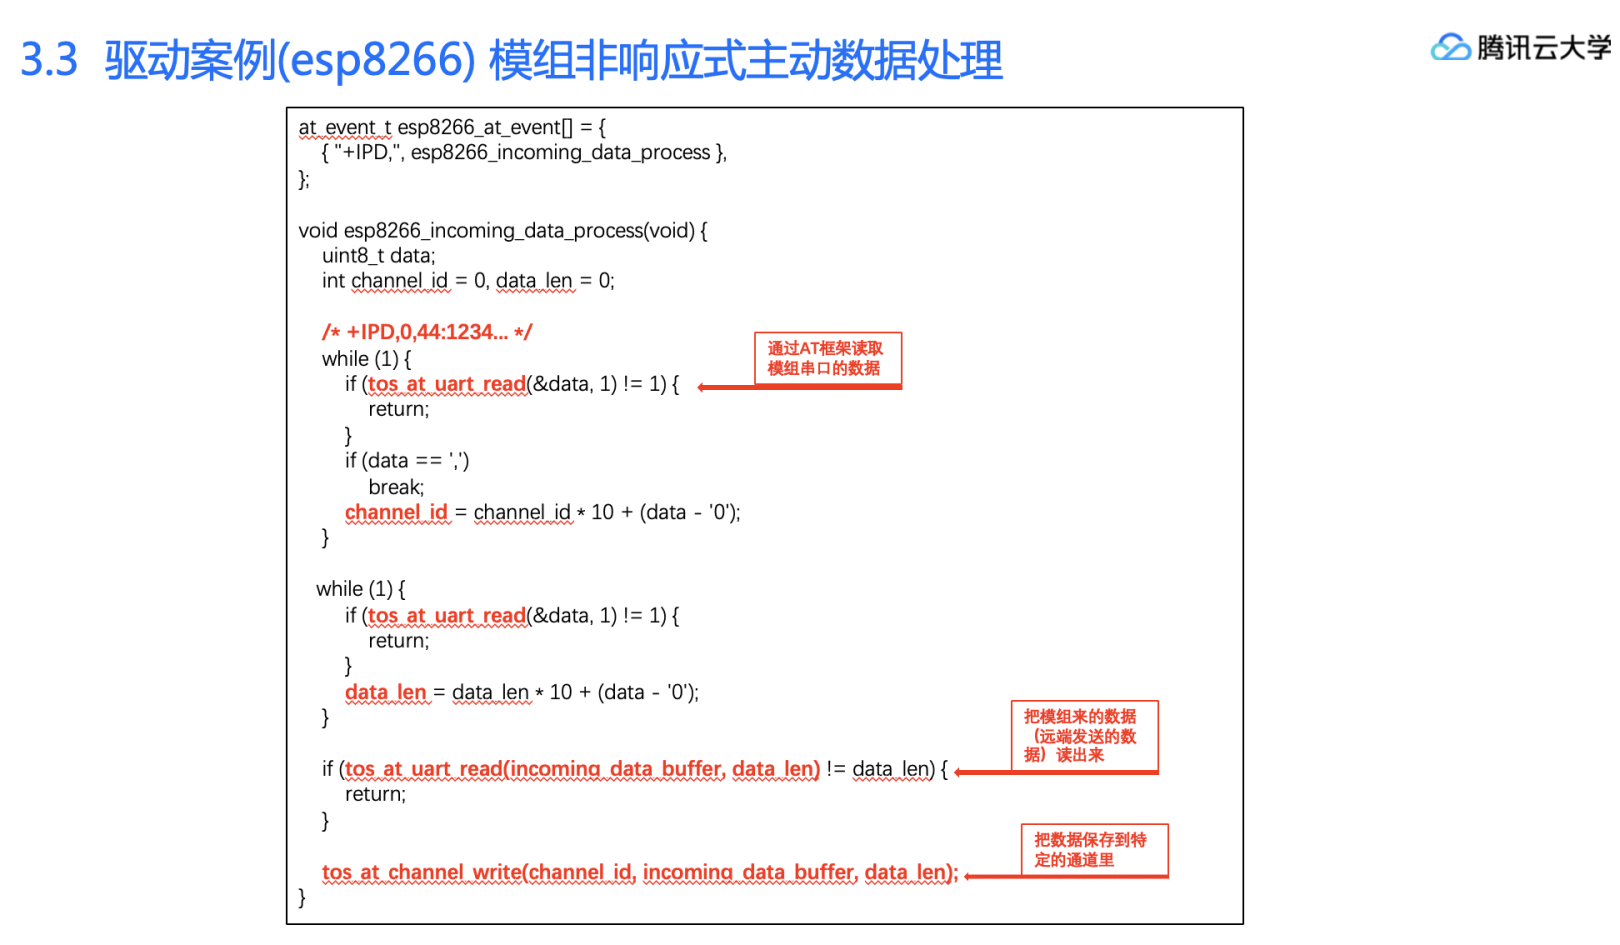 3.3 驱动案例(esp8266) 模组非响应式主动数据处理
腾讯云大学
at_event_t esp8266_at_event[] = {
{ "+IPD,", esp8266_incoming_data_process },
};
void esp8266_incoming_data_process(void) {
uint8_t data;
int channel_id = 0, data_len = 0;
/* +IPD,0,44:1234... */
while (1) {
if (tos_at_uart_read(&data, 1) != 1) {
return;
}
if (data == ',')
break;
channel_id = channel_id * 10 + (data - '0');
}
while (1) {
if (tos_at_uart_read(&data, 1) != 1) {
return;
}
data_len = data_len * 10 + (data - '0');
}
if (tos_at_uart_read(incoming_data_buffer, data_len) != data_len) {
return;
}
tos_at_channel_write(channel_id, incoming_data_buffer, data_len);
}
通过AT框架读取
模组串口的数据
把模组来的数据
（远端发送的数
据）读出来
把数据保存到特
定的通道里